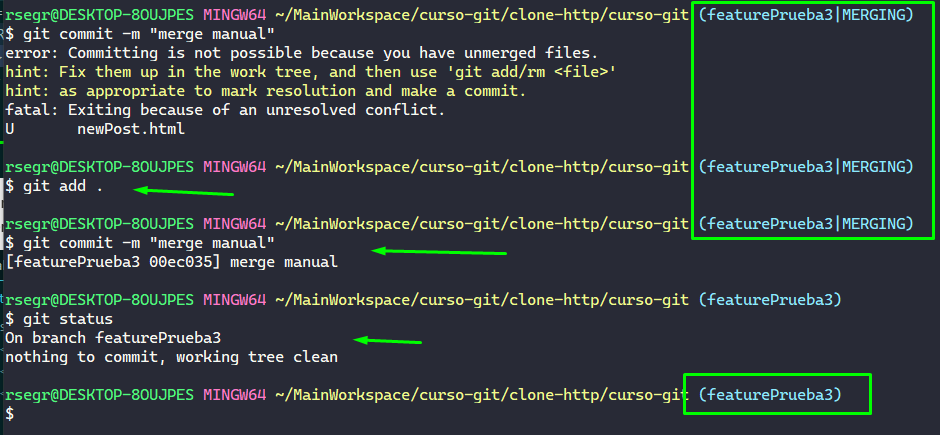 rsegr@DESKTOP-8OUJPES MINGW64 ~/MainWorkspace/curso-git/clone-http/curso-git (featurePrueba3|MERGING)
$ git commit -m "merge manual"
error: Committing is not possible because you have unmerged files.
hint: Fix them up in the work tree, and then use 'git add/rm <file>'
hint: as appropriate to mark resolution and make a commit.
fatal: Exiting because of an unresolved conflict.
U       newPost.html
rsegr@DESKTOP-8OUJPES MINGW64 ~/MainWorkspace/curso-git/clone-http/curso-git (featurePrueba3|MERGING)
$ git add .
rsegr@DESKTOP-8OUJPES MINGW64 ~/MainWorkspace/curso-git/clone-http/curso-git (featurePrueba3|MERGING)
$ git commit -m "merge manual"
[featurePrueba3 00ec035] merge manual
rsegr@DESKTOP-8OUJPES MINGW64 ~/MainWorkspace/curso-git/clone-http/curso-git (featurePrueba3)
$ git status
On branch featurePrueba3
nothing to commit, working tree clean
rsegr@DESKTOP-8OUJPES MINGW64 ~/MainWorkspace/curso-git/clone-http/curso-git (featurePrueba3)
$